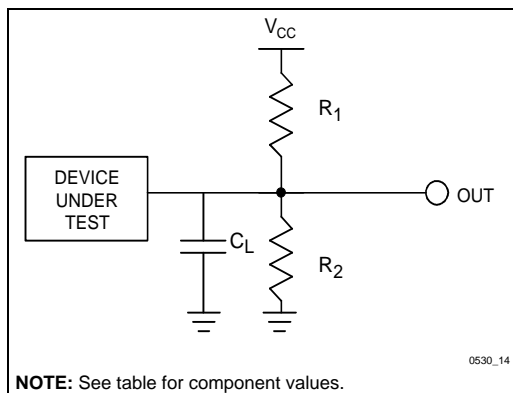 VCC
R1
DEVICE
UNDER
TEST
OUT
CL
R2
0530_14
NOTE: See table for component values.